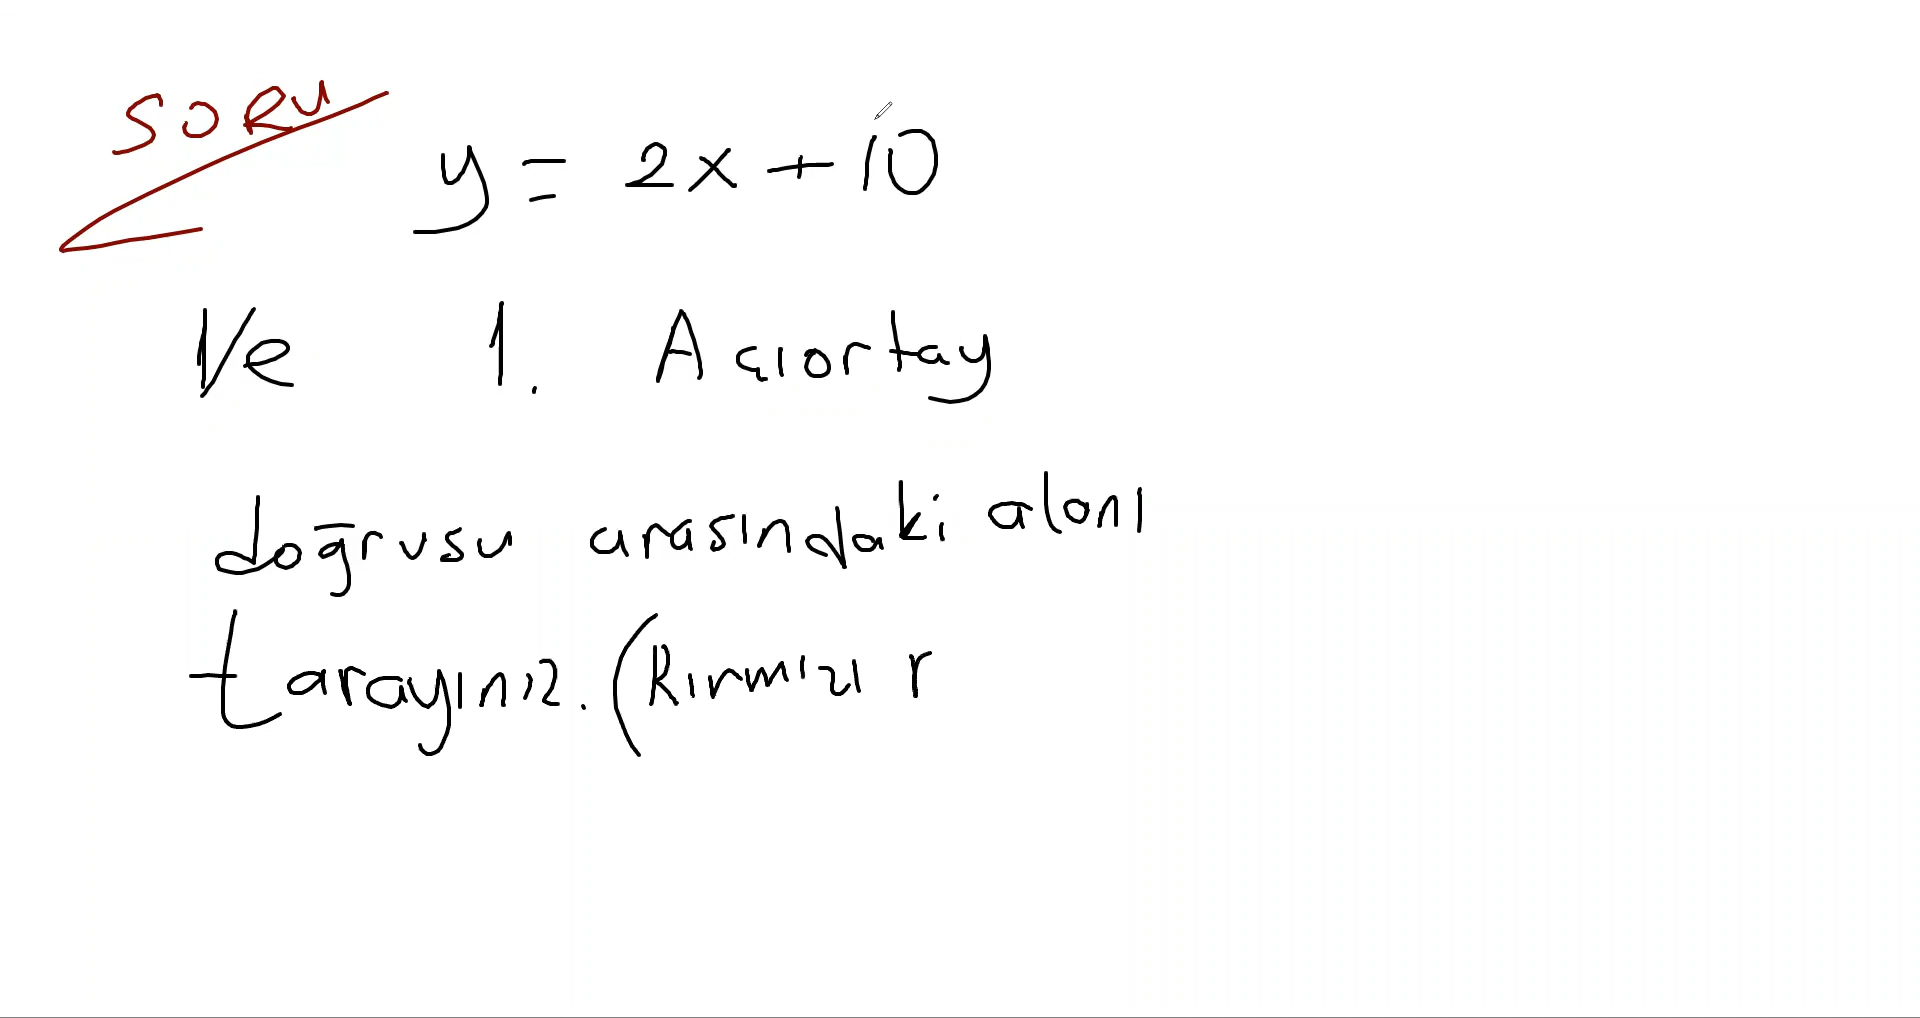 SORU
y = 2x + 10
Ve 1. Açıortay
doğrusu arasındaki alanı
tarayınız. (Kırmızı r